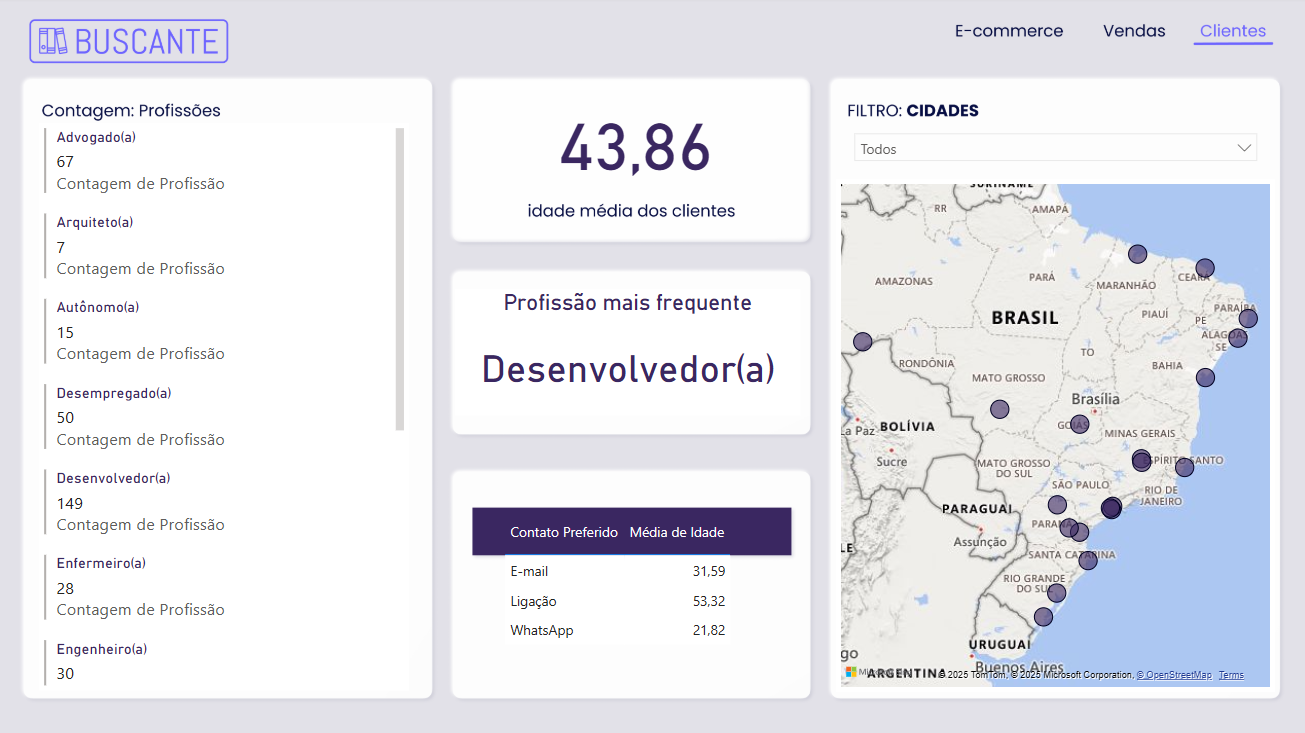 BUSCANTE
E-commerce
Vendas
Clientes
Contagem: Profissões
Advogado(a)
67
Contagem de Profissão
Arquiteto(a)
7
Contagem de Profissão
Autônomo(a)
15
Contagem de Profissão
Desempregado(a)
50
Contagem de Profissão
Desenvolvedor(a)
149
Contagem de Profissão
Enfermeiro(a)
28
Contagem de Profissão
Engenheiro(a)
30
43,86
idade média dos clientes
Profissão mais frequente
Desenvolvedor(a)
Contato Preferido Média de Idade
E-mail 31,59
Ligação 53,32
WhatsApp 21,82
FILTRO: CIDADES
Todos
SURINAME
RR
AMAPÁ
AMAZONAS
PARÁ
MARANHÃO
CEARÁ
BRASIL
PIAUÍ
PE
PARAÍBA
ALAGOAS
SE
RONDÔNIA
TO
BAHIA
MATO GROSSO
Brasília
La Paz
BOLÍVIA
GOIÁS
MINAS GERAIS
Sucre
MATO GROSSO
DO SUL
ESPÍRITO SANTO
SÃO PAULO
RIO DE
JANEIRO
PARAGUAI
PARANÁ
Assunção
SANTA CATARINA
RIO GRANDE
DO SUL
URUGUAI
Buenos Aires
ARGENTINA
© 2025 TomTom, © 2025 Microsoft Corporation, © OpenStreetMap Terms